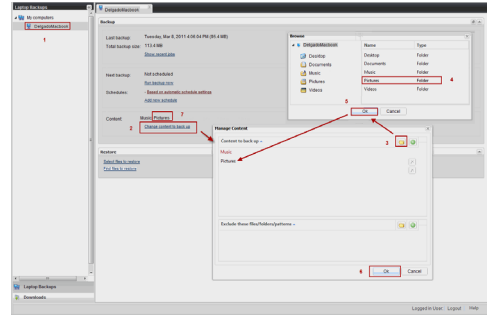 Laptop Backups
My computers
DelgadoMacbook
1
DelgadoMacbook
Backup
Last backup: Tuesday, Mar 8, 2011 4:06:04 PM (88.4 MB)
Total backup size: 113.4 MB
Show recent jobs
Next backup: Not scheduled
Run backup now
Schedules: - Based on automatic schedule settings
Add new schedule
Content: Music Pictures 7
2 Change content to back up
Restore
Select files to restore
Find files to restore
Browse
DelgadoMacbook
Desktop
Documents
Music
Pictures
Videos
Name Type
Desktop Folder
Documents Folder
Music Folder
Pictures Folder 4
Videos Folder
5
Ok Cancel
Manage Content
Content to back up
3
Music
Pictures
Exclude these files/folders/patterns
6 Ok Cancel
Laptop Backups
Downloads
Logged in User: Logout Help